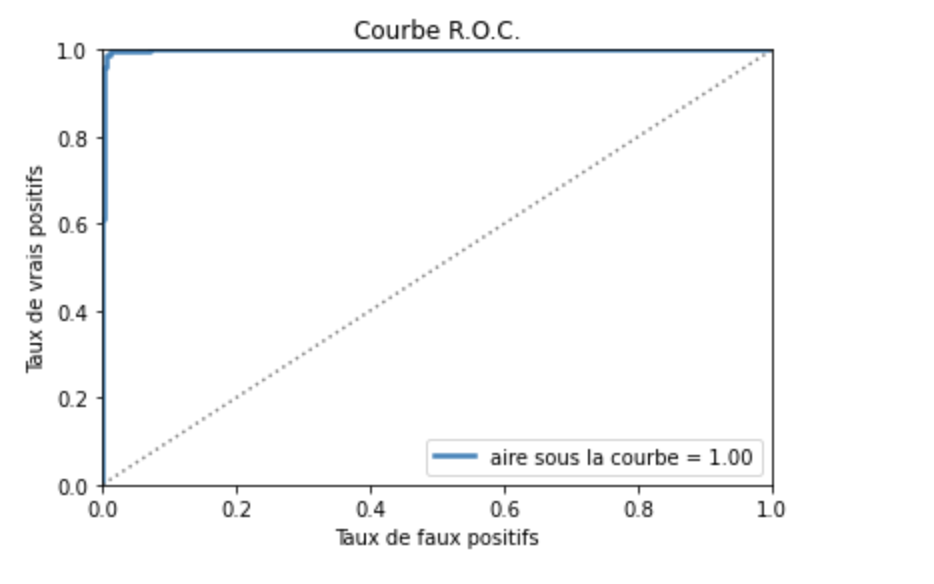 Courbe R.O.C.
1.0
0.8
0.6
0.4
0.2
0.0
Taux de vrais positifs
aire sous la courbe = 1.00
0.0 0.2 0.4 0.6 0.8 1.0
Taux de faux positifs